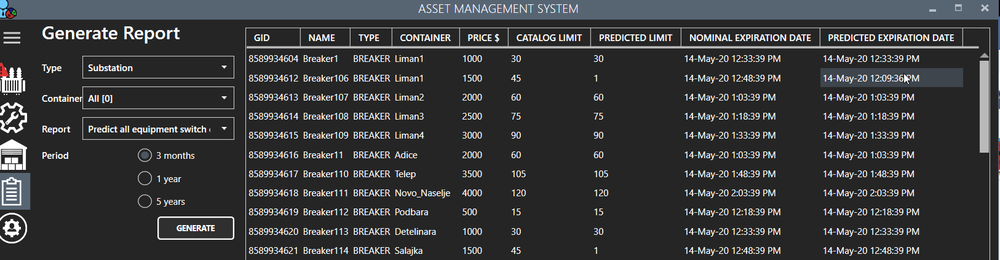 ASSET MANAGEMENT SYSTEM
Generate Report
Type Substation
Container All [0]
Report Predict all equipment switch
Period 3 months
1 year
5 years
GENERATE
GID NAME TYPE CONTAINER PRICE $ CATALOG LIMIT PREDICTED LIMIT NOMINAL EXPIRATION DATE PREDICTED EXPIRATION DATE
8589934604 Breaker1 BREAKER Liman1 1000 30 30 14-May-20 12:33:39 PM 14-May-20 12:33:39 PM
8589934612 Breaker106 BREAKER Liman1 1500 45 1 14-May-20 12:48:39 PM 14-May-20 12:09:36 PM
8589934613 Breaker107 BREAKER Liman2 2000 60 60 14-May-20 1:03:39 PM 14-May-20 1:03:39 PM
8589934614 Breaker108 BREAKER Liman3 2500 75 75 14-May-20 1:18:39 PM 14-May-20 1:18:39 PM
8589934615 Breaker109 BREAKER Liman4 3000 90 90 14-May-20 1:33:39 PM 14-May-20 1:33:39 PM
8589934616 Breaker11 BREAKER Adice 2000 60 60 14-May-20 1:03:39 PM 14-May-20 1:03:39 PM
8589934617 Breaker110 BREAKER Telep 3500 105 105 14-May-20 1:48:39 PM 14-May-20 1:48:39 PM
8589934618 Breaker111 BREAKER Novo_Naselje 4000 120 120 14-May-20 2:03:39 PM 14-May-20 2:03:39 PM
8589934619 Breaker112 BREAKER Podbara 500 15 15 14-May-20 12:18:39 PM 14-May-20 12:18:39 PM
8589934620 Breaker113 BREAKER Detelinara 1000 30 30 14-May-20 12:33:39 PM 14-May-20 12:33:39 PM
8589934621 Breaker114 BREAKER Salajka 1500 45 1 14-May-20 12:48:39 PM 14-May-20 12:48:39 PM